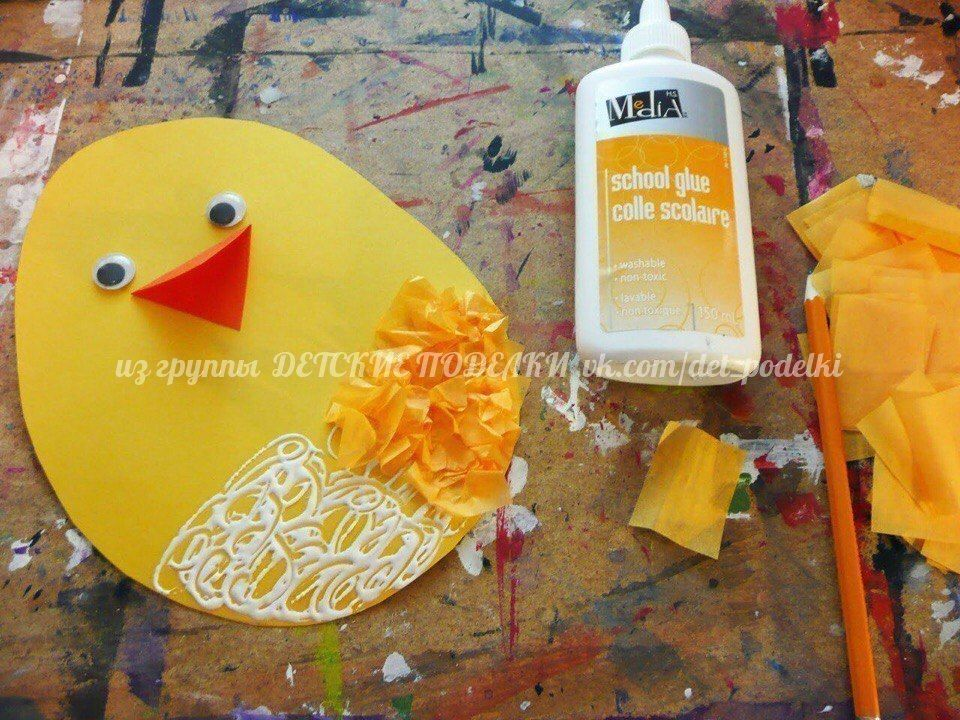 MediA H.S.
school glue
colle scolaire
• washable
• non-toxic
• lavable
• non-toxique
150 m
из группы ДЕТСКИЕ ПОДЕЛКИ vk.com/det_podelki